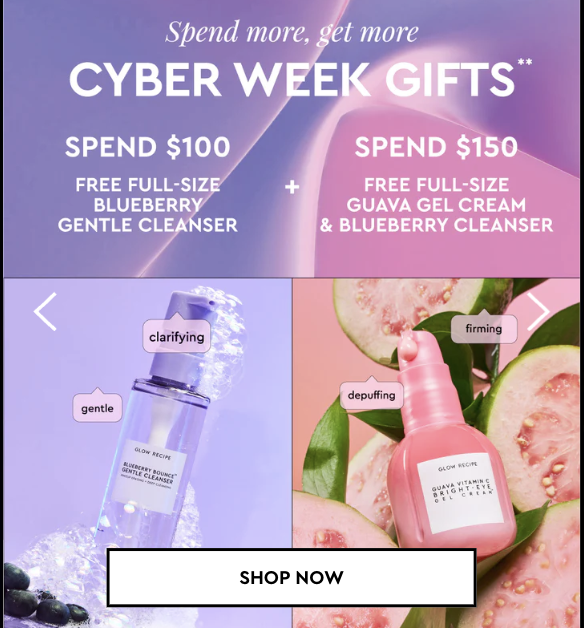 Spend more, get more
CYBER WEEK GIFTS**
SPEND $100
FREE FULL-SIZE
BLUEBERRY
GENTLE CLEANSER
+
SPEND $150
FREE FULL-SIZE
GUAVA GEL CREAM
& BLUEBERRY CLEANSER
clarifying
gentle
GLOW RECIPE
BLUEBERRY BOUNCE™
GENTLE CLEANSER
firming
depuffing
GLOW RECIPE
GUAVA VITAMIN C
BRIGHT-EYE
GEL CREAM
SHOP NOW